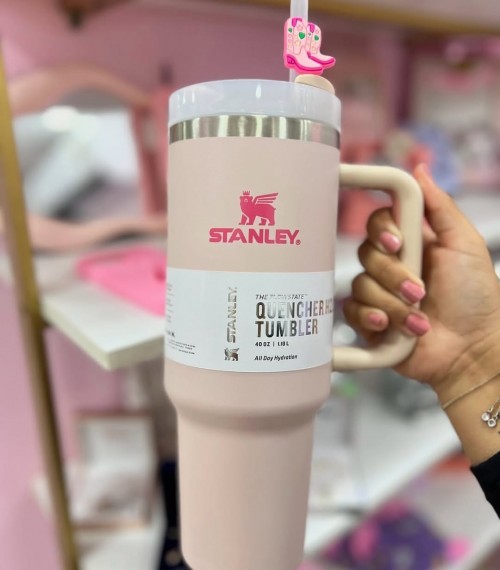 STANLEY®
STANLEY
THE FLOWSTATE™
QUENCHER H2.0
TUMBLER
40 OZ | 1.18 L
All Day Hydration